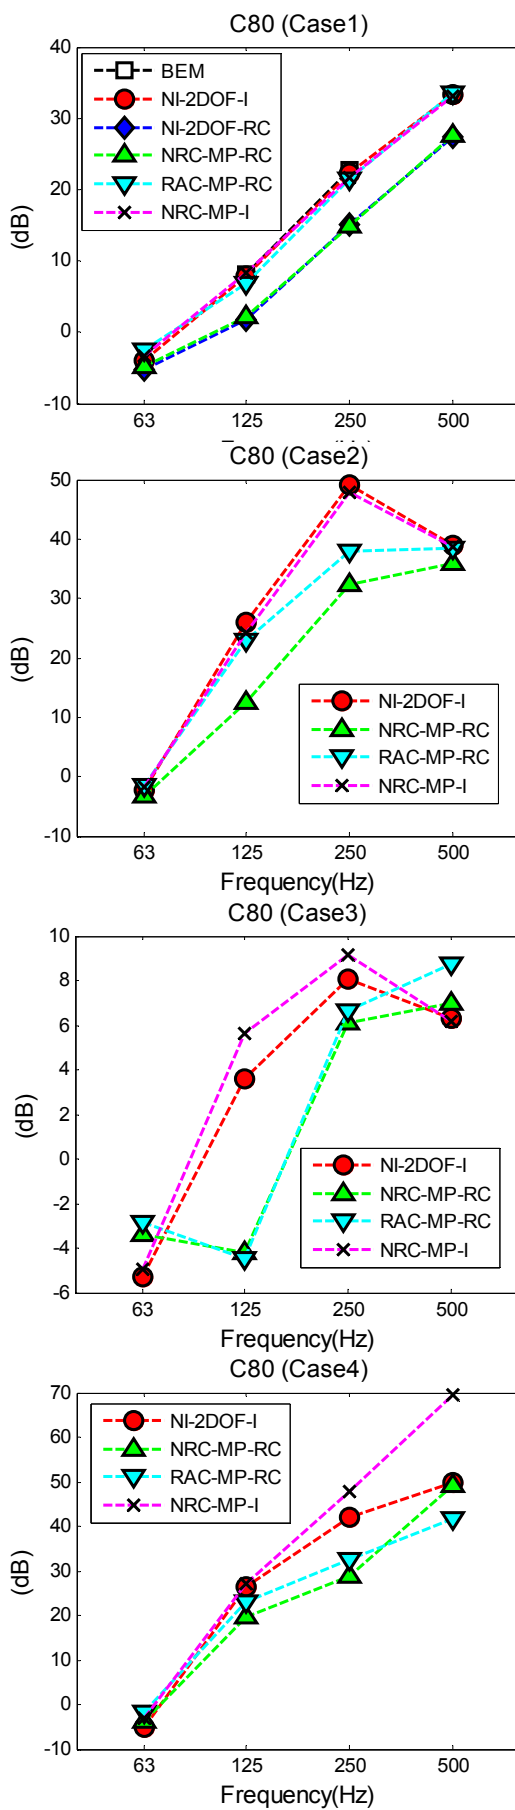 C80 (Case1)
40
30
20
10
0
-10
(dB)
BEM
NI-2DOF-I
NI-2DOF-RC
NRC-MP-RC
RAC-MP-RC
NRC-MP-I
63 125 250 500
C80 (Case2)
50
40
30
20
10
0
-10
(dB)
NI-2DOF-I
NRC-MP-RC
RAC-MP-RC
NRC-MP-I
63 125 250 500
Frequency(Hz)
C80 (Case3)
10
8
6
4
2
0
-2
-4
-6
(dB)
NI-2DOF-I
NRC-MP-RC
RAC-MP-RC
NRC-MP-I
63 125 250 500
Frequency(Hz)
C80 (Case4)
70
60
50
40
30
20
10
0
-10
(dB)
NI-2DOF-I
NRC-MP-RC
RAC-MP-RC
NRC-MP-I
63 125 250 500
Frequency(Hz)